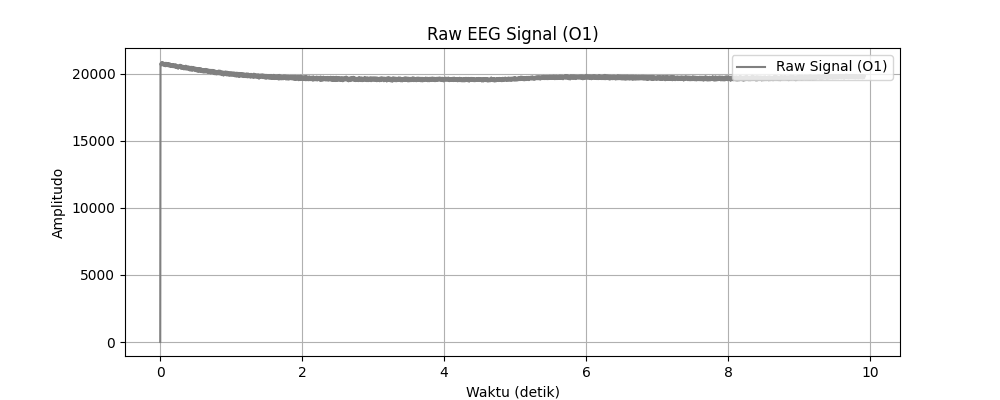 Raw EEG Signal (O1)
Raw Signal (O1)
Amplitudo
20000
15000
10000
5000
0
0 2 4 6 8 10
Waktu (detik)